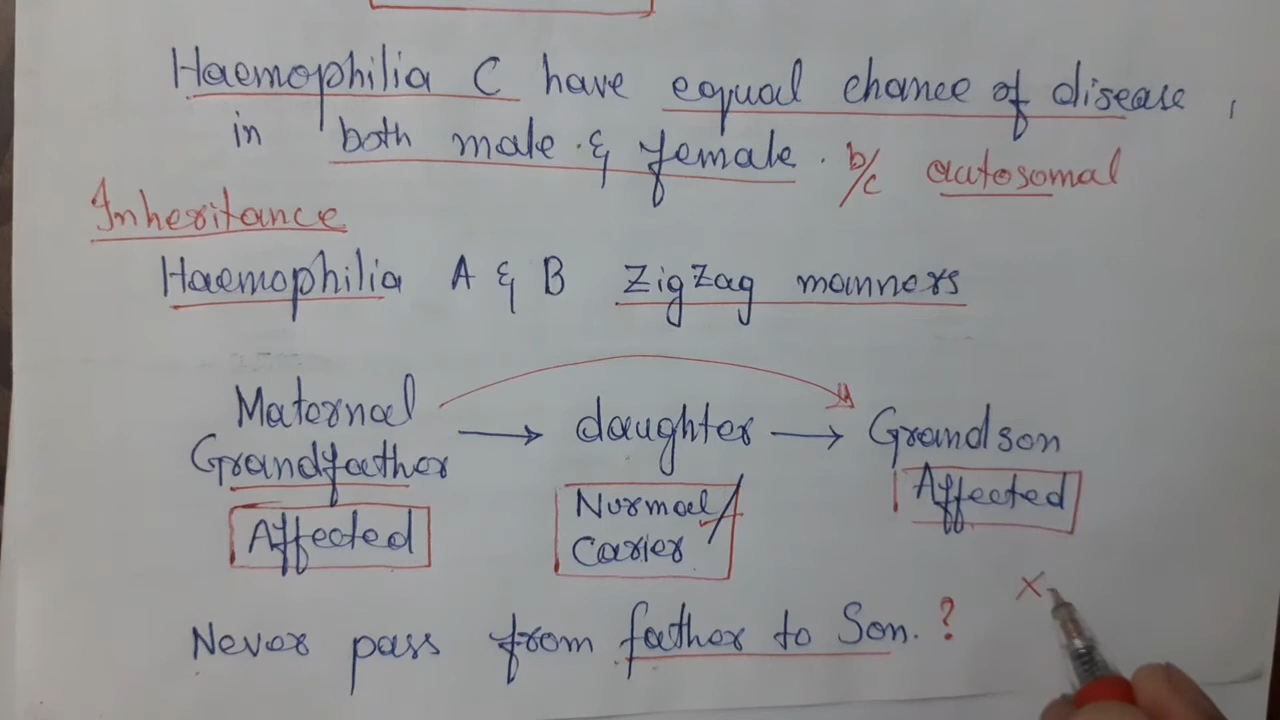 Haemophilia C have equal chance of disease,
in both male & female. b/c autosomal
Inheritance
Haemophilia A & B ZigZag manners
Maternal
Grandfather → daughter → Grandson
Affected
Normal/
Carier
Affected
Never pass from father to Son. ?
X